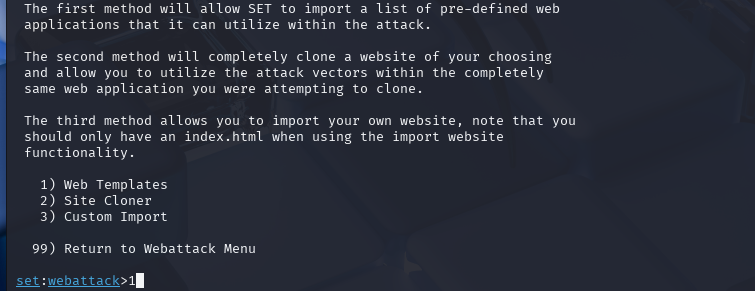 The first method will allow SET to import a list of pre-defined web
applications that it can utilize within the attack.
The second method will completely clone a website of your choosing
and allow you to utilize the attack vectors within the completely
same web application you were attempting to clone.
The third method allows you to import your own website, note that you
should only have an index.html when using the import website
functionality.
1) Web Templates
2) Site Cloner
3) Custom Import
99) Return to Webattack Menu
set:webattack>1